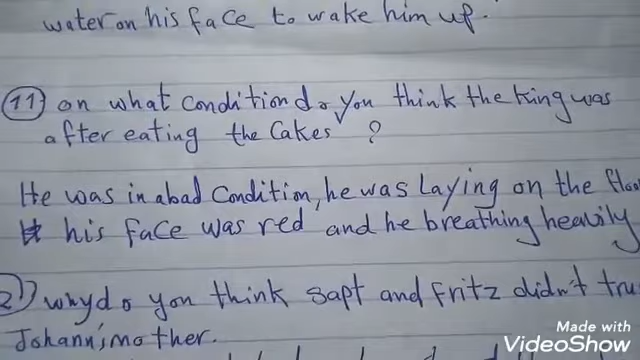 water on his face to wake him up.
(11) on what condition do you think the king was
after eating the Cakes ?
He was in a bad Condition, he was laying on the floor
his face was red and he breathing heavily
2)) why do you think sapt and fritz didn't
Johann's mother.
Made with
VideoShow